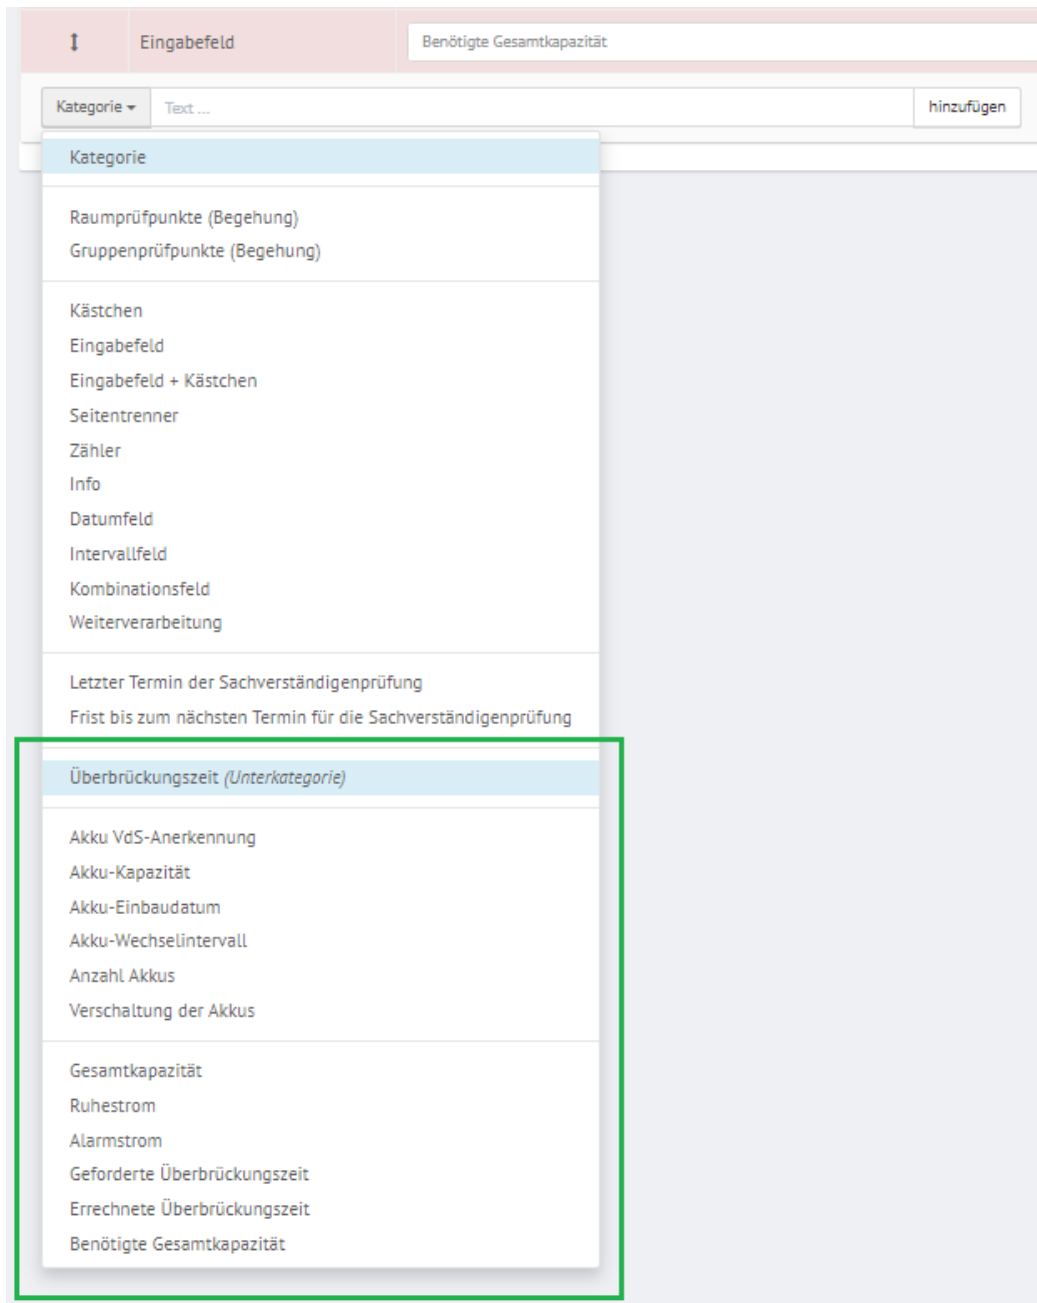 Eingabefeld Benötigte Gesamtkapazität
Kategorie Text ... hinzufügen
Kategorie
Raumprüfpunkte (Begehung)
Gruppenprüfpunkte (Begehung)
Kästchen
Eingabefeld
Eingabefeld + Kästchen
Seitentrenner
Zähler
Info
Datumfeld
Intervallfeld
Kombinationsfeld
Weiterverarbeitung
Letzter Termin der Sachverständigenprüfung
Frist bis zum nächsten Termin für die Sachverständigenprüfung
Überbrückungszeit (Unterkategorie)
Akku VdS-Anerkennung
Akku-Kapazität
Akku-Einbaudatum
Akku-Wechselintervall
Anzahl Akkus
Verschaltung der Akkus
Gesamtkapazität
Ruhestrom
Alarmstrom
Geforderte Überbrückungszeit
Errechnete Überbrückungszeit
Benötigte Gesamtkapazität